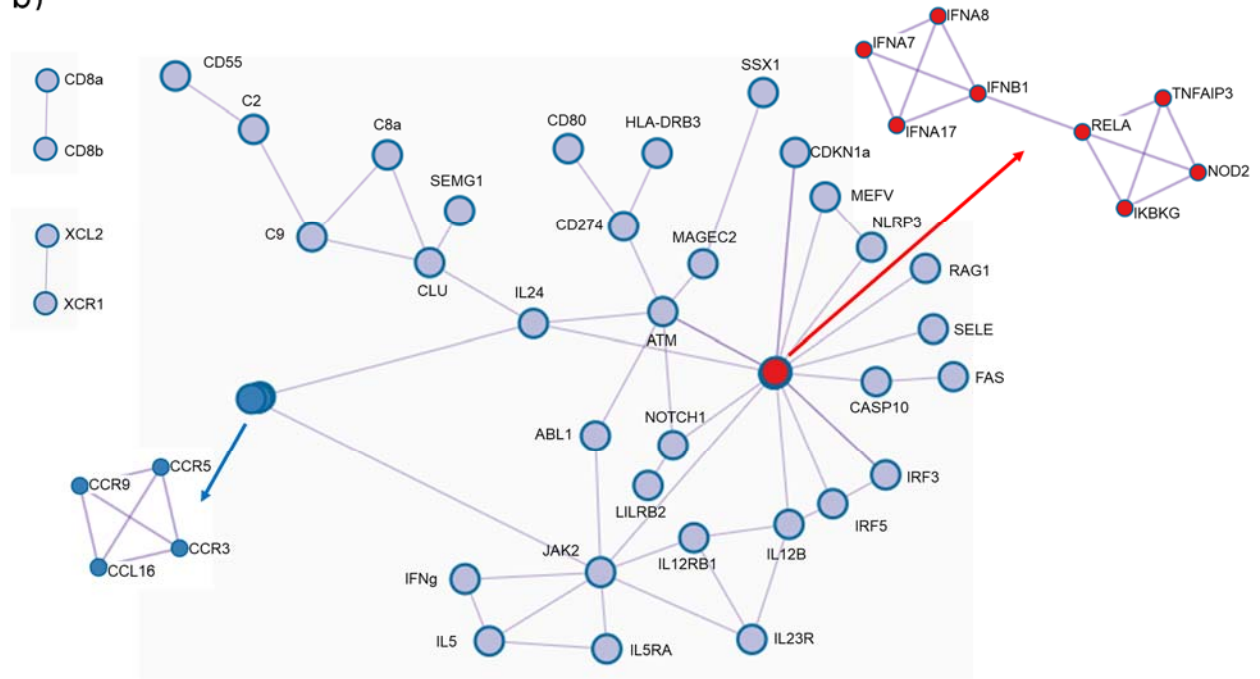 b)
IFNA8
IFNA7
CD55
SSX1
CD8a
IFNB1
TNFAIP3
C2
CD80
HLA-DRB3
C8a
IFNA17
RELA
CD8b
CDKN1a
NOD2
SEMG1
MEFV
IKBKG
CD274
NLRP3
XCL2
C9
MAGEC2
RAG1
CLU
IL24
XCR1
SELE
ATM
FAS
CASP10
NOTCH1
ABL1
CCR5
IRF3
CCR9
LILRB2
IRF5
CCR3
JAK2
IL12B
IL12RB1
CCL16
IFNg
IL5
IL5RA
IL23R